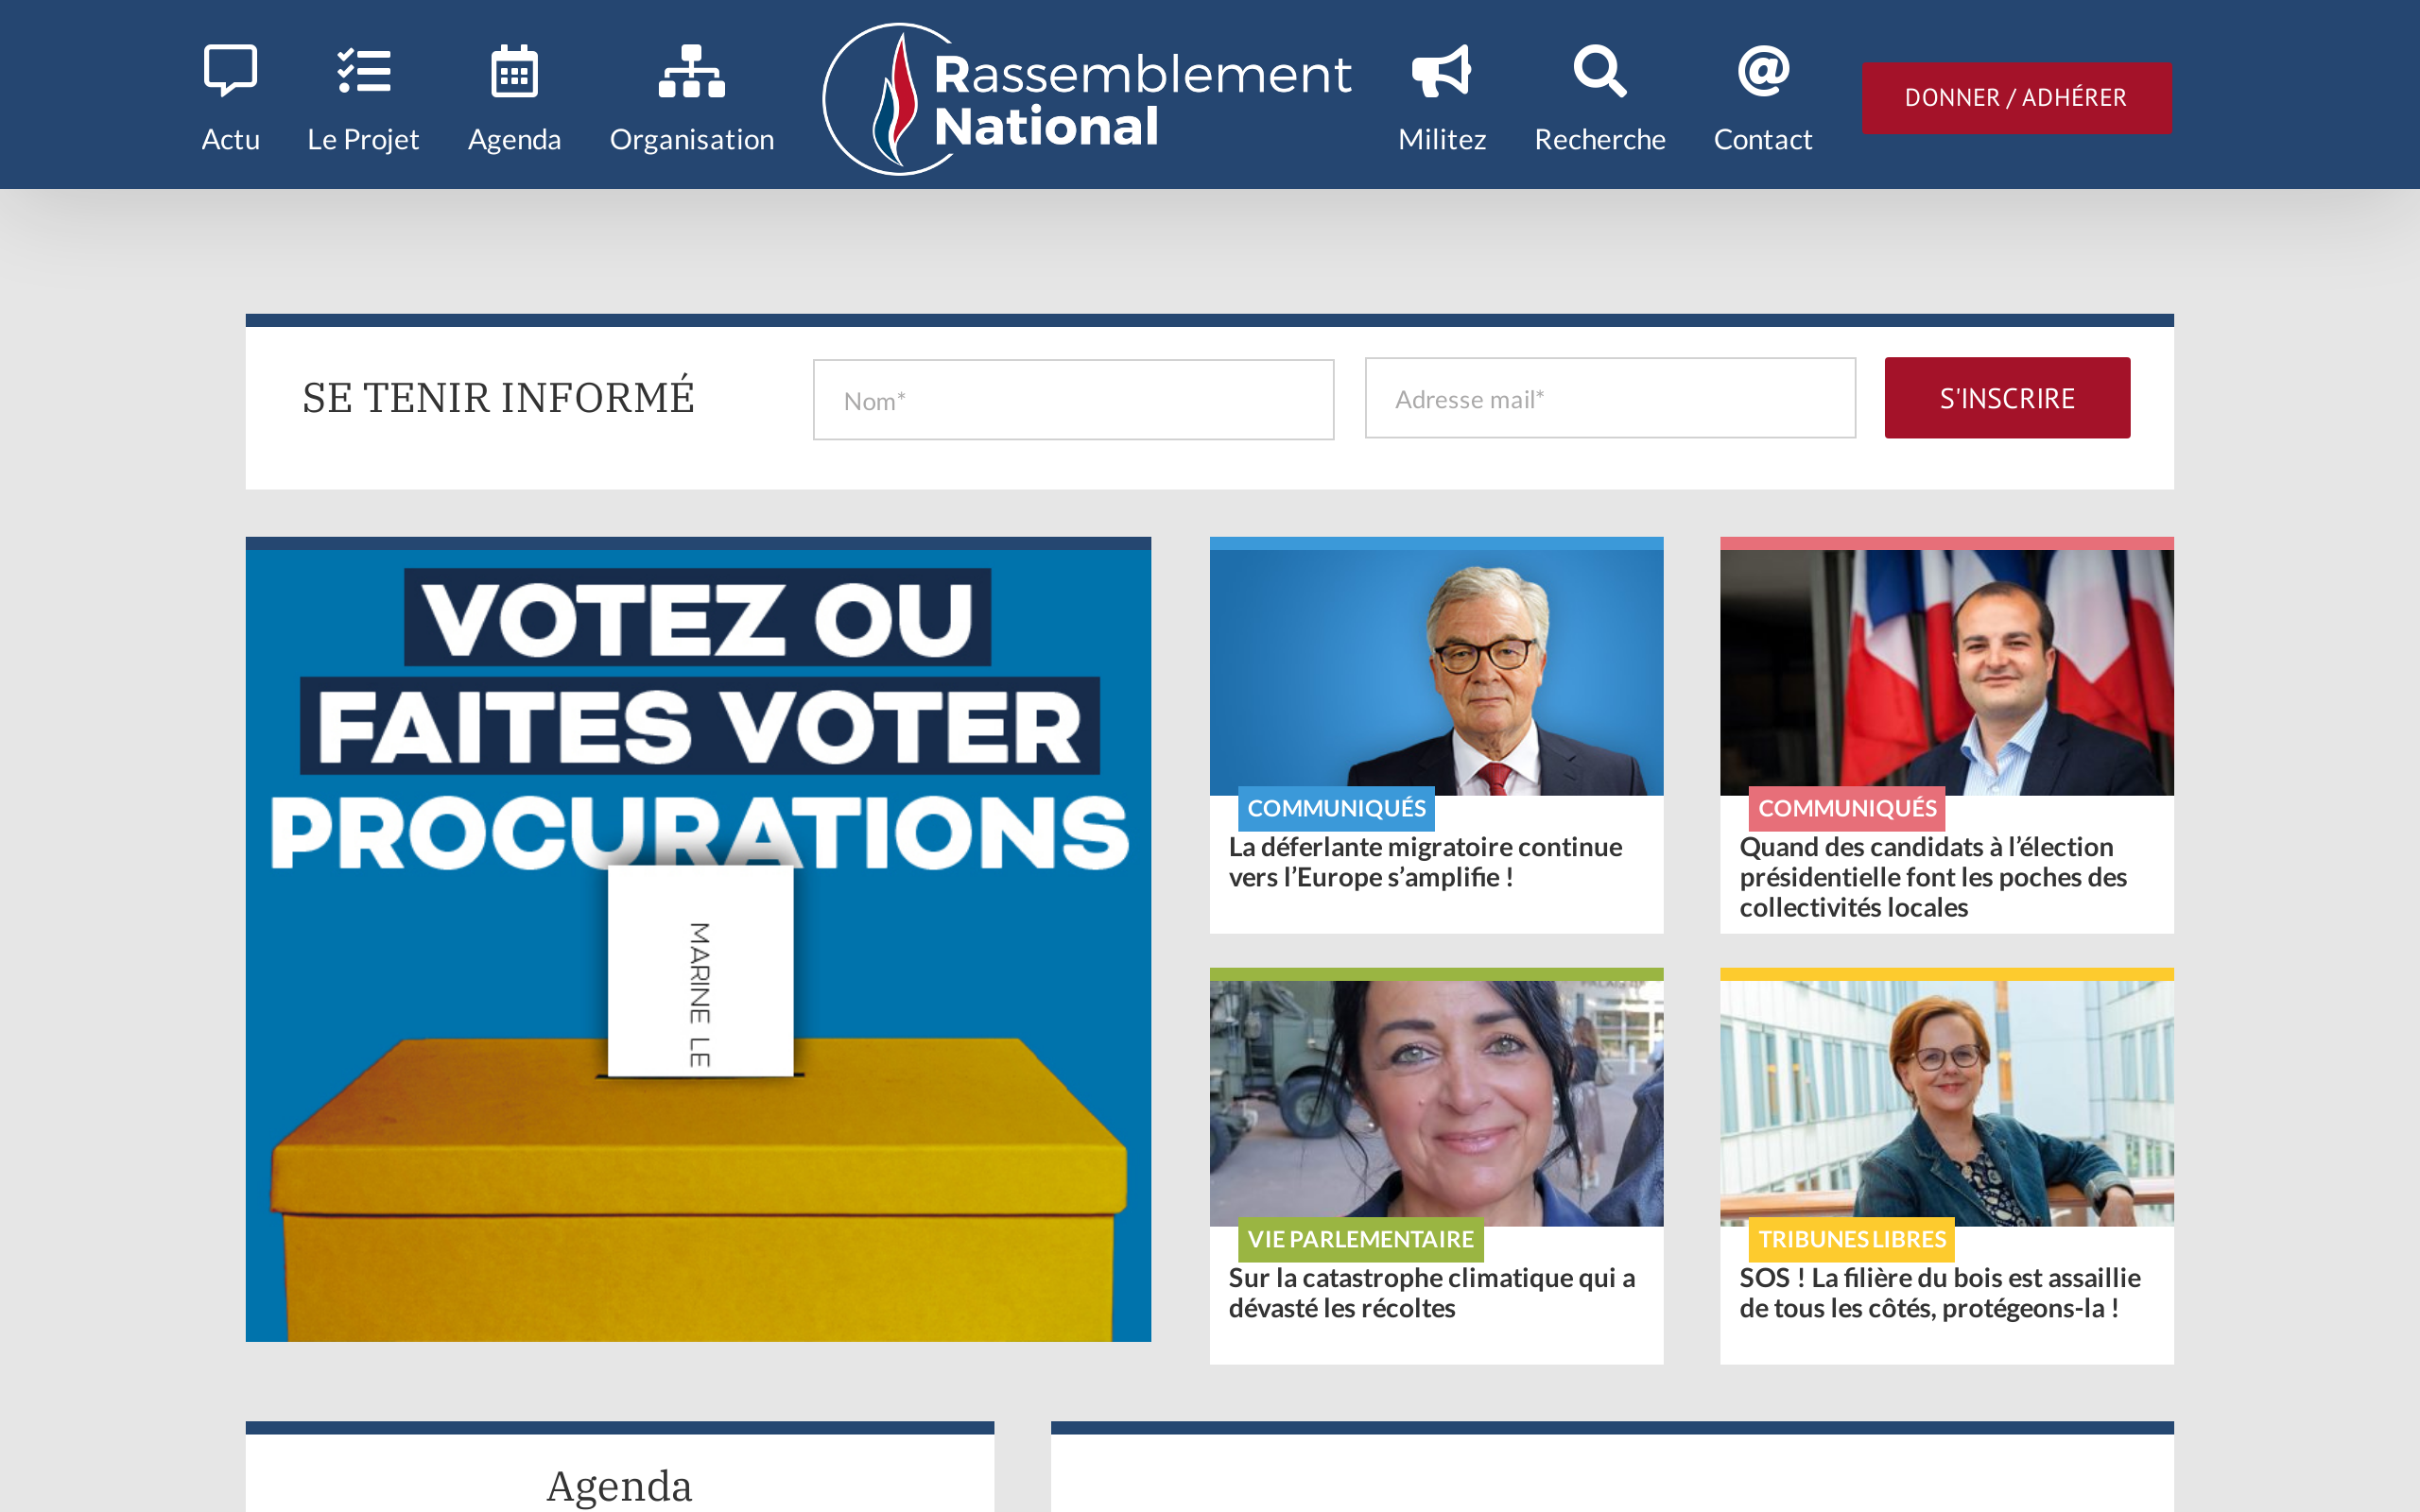 Actu
Le Projet
Agenda
Organisation
Rassemblement
National
Militez
Recherche
Contact
DONNER / ADHÉRER
SE TENIR INFORMÉ
Nom*
Adresse mail*
S'INSCRIRE
VOTEZ OU
FAITES VOTER
PROCURATIONS
MARINE LE
COMMUNIQUÉS
La déferlante migratoire continue
vers l’Europe s’amplifie !
COMMUNIQUÉS
Quand des candidats à l’élection
présidentielle font les poches des
collectivités locales
VIE PARLEMENTAIRE
Sur la catastrophe climatique qui a
dévasté les récoltes
TRIBUNES LIBRES
SOS ! La filière du bois est assaillie
de tous les côtés, protégeons-la !
Agenda